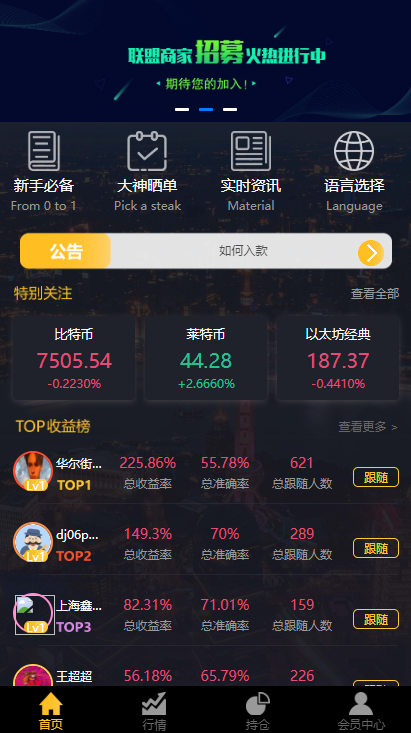 联盟商家招募火热进行中
期待您的加入!
新手必备 大神晒单 实时资讯 语言选择
From 0 to 1 Pick a steak Material Language
公告 如何入款
特别关注 查看全部
比特币 莱特币 以太坊经典
7505.54 44.28 187.37
-0.2230% +2.6660% -0.4410%
TOP收益榜 查看更多 >
华尔街... 225.86% 55.78% 621 跟随
Lv1 TOP1 总收益率 总准确率 总跟随人数
dj06p... 149.3% 70% 289 跟随
Lv1 TOP2 总收益率 总准确率 总跟随人数
上海鑫... 82.31% 71.01% 159 跟随
Lv1 TOP3 总收益率 总准确率 总跟随人数
王超超 56.18% 65.79% 226
首页 行情 持仓 会员中心